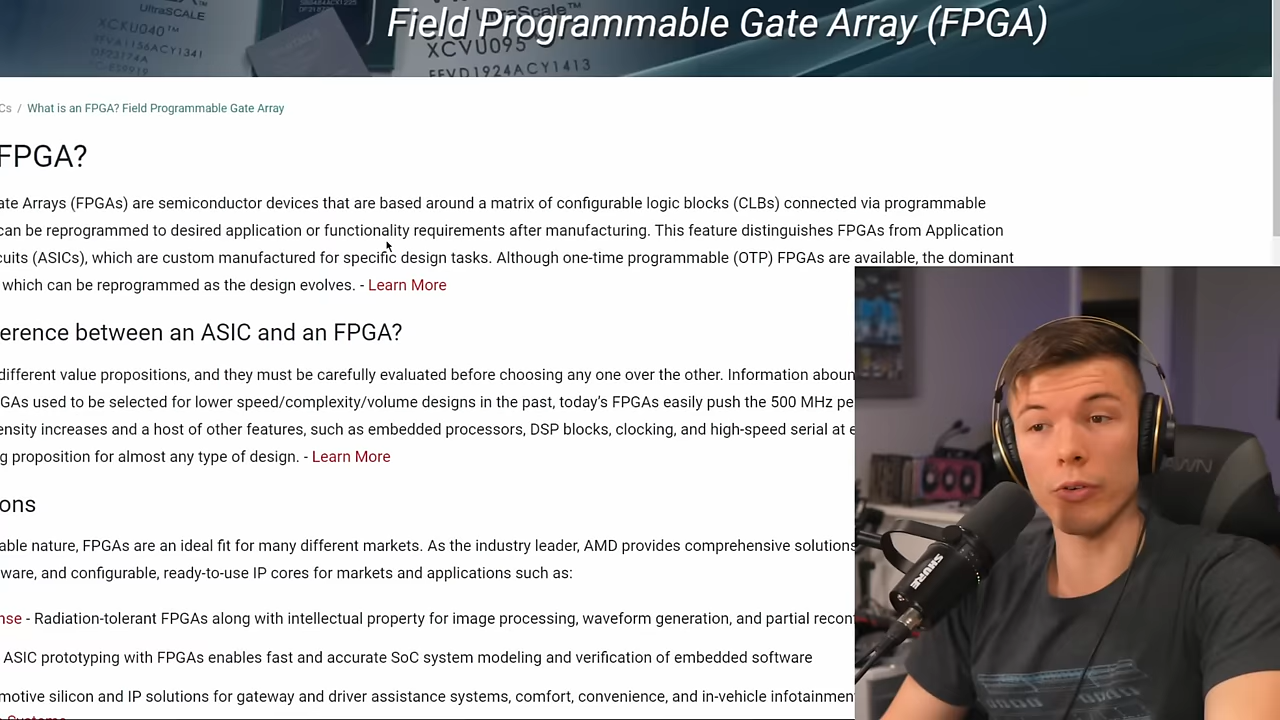 UltraSCALE
XCKU040™
FFVA1156ACY1341
DF23174A
UltraScale™
XCVU095™
FFVD1924ACY1413
Field Programmable Gate Array (FPGA)
Cs / What is an FPGA? Field Programmable Gate Array
FPGA?
ate Arrays (FPGAs) are semiconductor devices that are based around a matrix of configurable logic blocks (CLBs) connected via programmable
can be reprogrammed to desired application or functionality requirements after manufacturing. This feature distinguishes FPGAs from Application
cuits (ASICs), which are custom manufactured for specific design tasks. Although one-time programmable (OTP) FPGAs are available, the dominant
which can be reprogrammed as the design evolves. - Learn More
erence between an ASIC and an FPGA?
different value propositions, and they must be carefully evaluated before choosing any one over the other. Information aboun
GAs used to be selected for lower speed/complexity/volume designs in the past, today's FPGAs easily push the 500 MHz pe
ensity increases and a host of other features, such as embedded processors, DSP blocks, clocking, and high-speed serial at e
g proposition for almost any type of design. - Learn More
ons
able nature, FPGAs are an ideal fit for many different markets. As the industry leader, AMD provides comprehensive solutions
ware, and configurable, ready-to-use IP cores for markets and applications such as:
nse - Radiation-tolerant FPGAs along with intellectual property for image processing, waveform generation, and partial recon
ASIC prototyping with FPGAs enables fast and accurate SoC system modeling and verification of embedded software
motive silicon and IP solutions for gateway and driver assistance systems, comfort, convenience, and in-vehicle infotainmen
SHURE
AWN